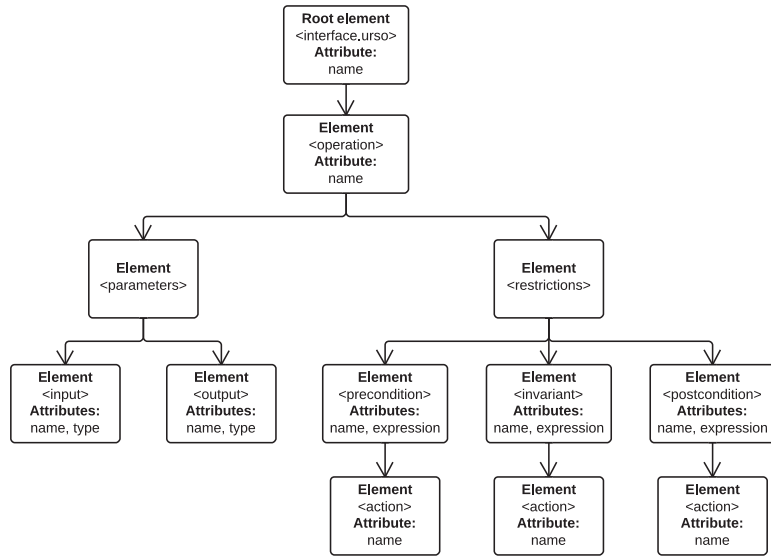 Root element
<interface.urso>
Attribute:
name
Element
<operation>
Attribute:
name
Element
<parameters>
Element
<restrictions>
Element
<input>
Attributes:
name, type
Element
<output>
Attributes:
name, type
Element
<precondition>
Attributes:
name, expression
Element
<invariant>
Attributes:
name, expression
Element
<postcondition>
Attributes:
name, expression
Element
<action>
Attribute:
name
Element
<action>
Attribute:
name
Element
<action>
Attribute:
name